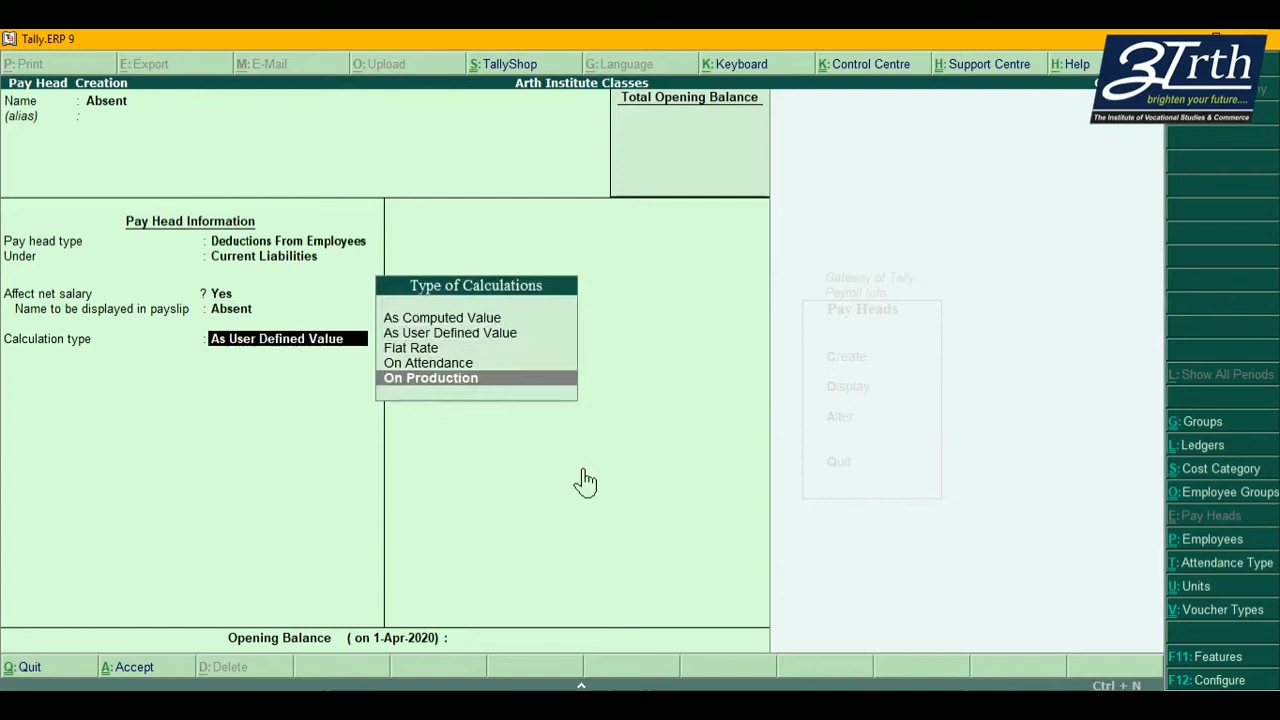 Tally.ERP 9
P: Print
E: Export
M: E-Mail
O: Upload
S: TallyShop
G: Language
K: Keyboard
K: Control Centre
H: Support Centre
H: Help
3Trth
brighten your future....
The Institute of Vocational Studies & Commerce
Pay Head Creation
Arth Institute Classes
Name : Absent
(alias) :
Total Opening Balance
Pay Head Information
Pay head type : Deductions From Employees
Under : Current Liabilities
Affect net salary ? Yes
Name to be displayed in payslip : Absent
Calculation type : As User Defined Value
Type of Calculations
As Computed Value
As User Defined Value
Flat Rate
On Attendance
On Production
Gateway of Tally
Payroll Info.
Pay Heads
Create
Display
Alter
Quit
L: Show All Periods
G: Groups
L: Ledgers
S: Cost Category
O: Employee Groups
E: Pay Heads
P: Employees
T: Attendance Type
U: Units
V: Voucher Types
F11: Features
F12: Configure
Opening Balance ( on 1-Apr-2020) :
Q: Quit
A: Accept
D: Delete
Ctrl + N